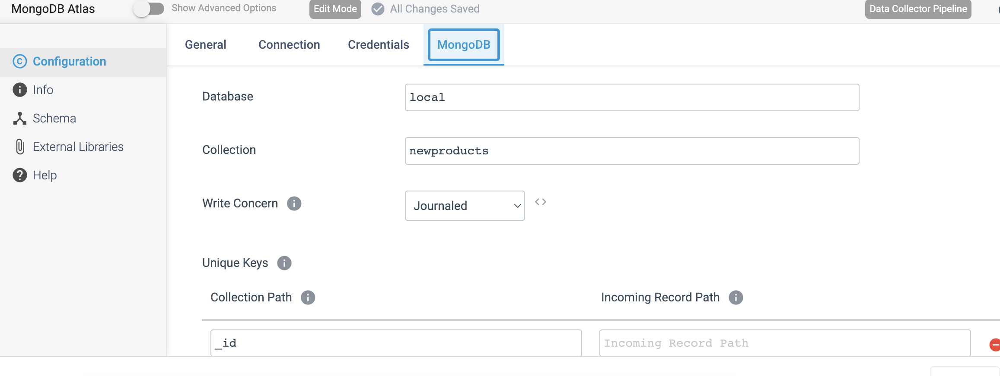 MongoDB Atlas
Show Advanced Options
Edit Mode
All Changes Saved
Data Collector Pipeline
General
Connection
Credentials
MongoDB
Configuration
Info
Schema
External Libraries
Help
Database
local
Collection
newproducts
Write Concern
Journaled
Unique Keys
Collection Path
Incoming Record Path
_id
Incoming Record Path